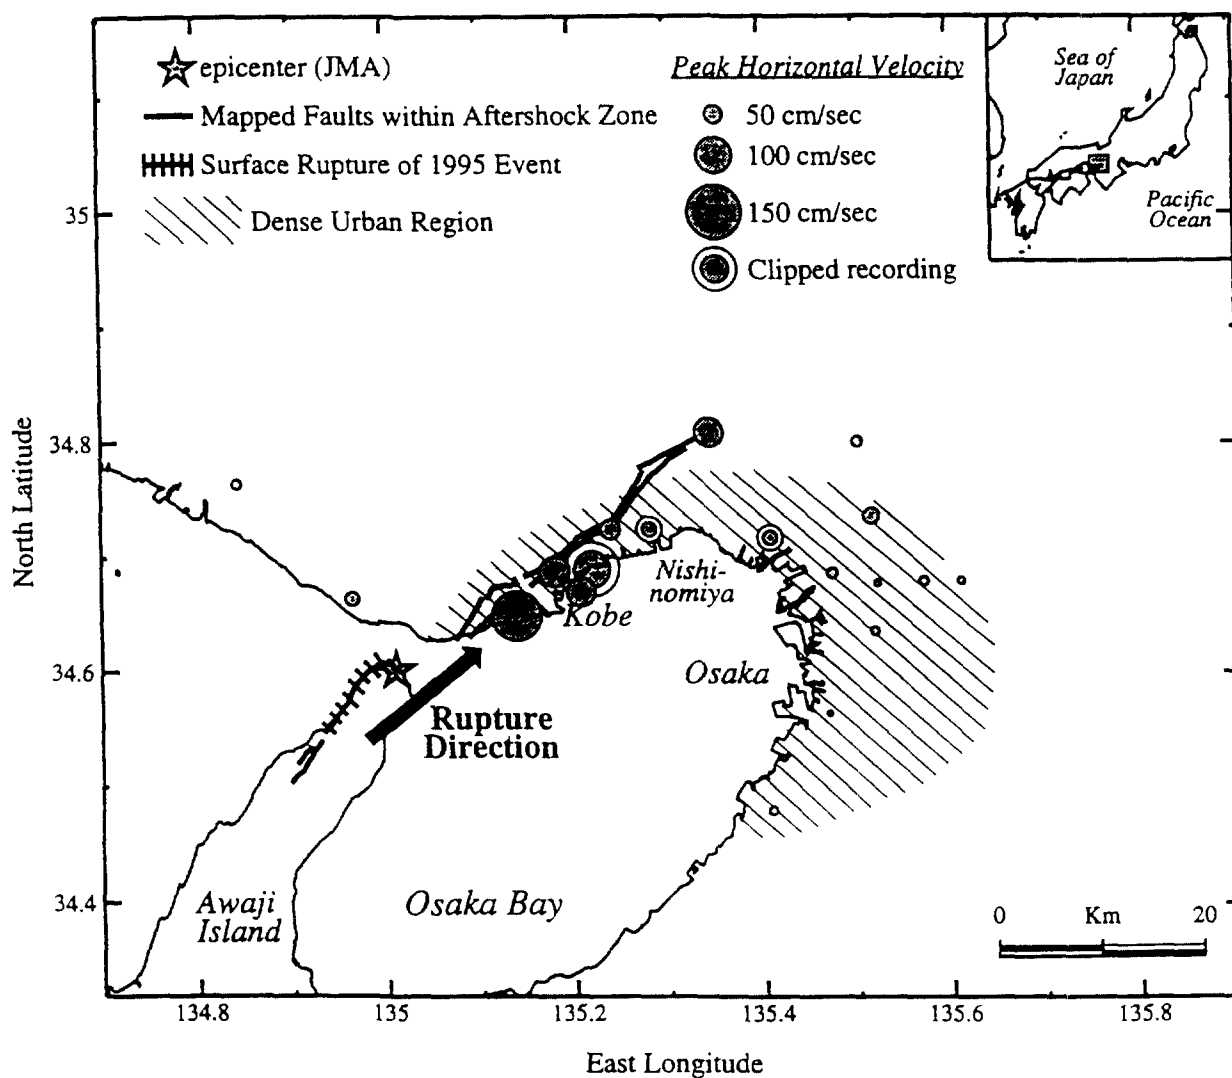 epicenter (JMA)
Mapped Faults within Aftershock Zone
Surface Rupture of 1995 Event
Dense Urban Region
Peak Horizontal Velocity
50 cm/sec
100 cm/sec
150 cm/sec
Clipped recording
Sea of
Japan
Pacific
Ocean
North Latitude
35
34.8
34.6
34.4
Nishi-
nomiya
Kobe
Osaka
Rupture
Direction
Awaji
Island
Osaka Bay
0 Km 20
134.8 135 135.2 135.4 135.6 135.8
East Longitude